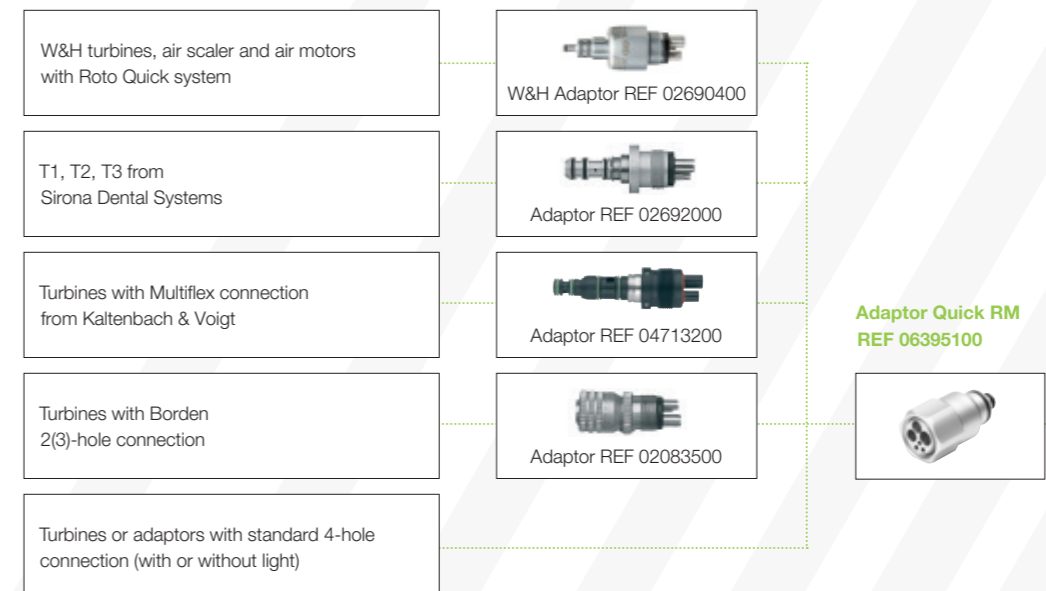 W&H turbines, air scaler and air motors
with Roto Quick system
W&H Adaptor REF 02690400
T1, T2, T3 from
Sirona Dental Systems
Adaptor REF 02692000
Turbines with Multiflex connection
from Kaltenbach & Voigt
Adaptor REF 04713200
Adaptor Quick RM
REF 06395100
Turbines with Borden
2(3)-hole connection
Adaptor REF 02083500
Turbines or adaptors with standard 4-hole
connection (with or without light)